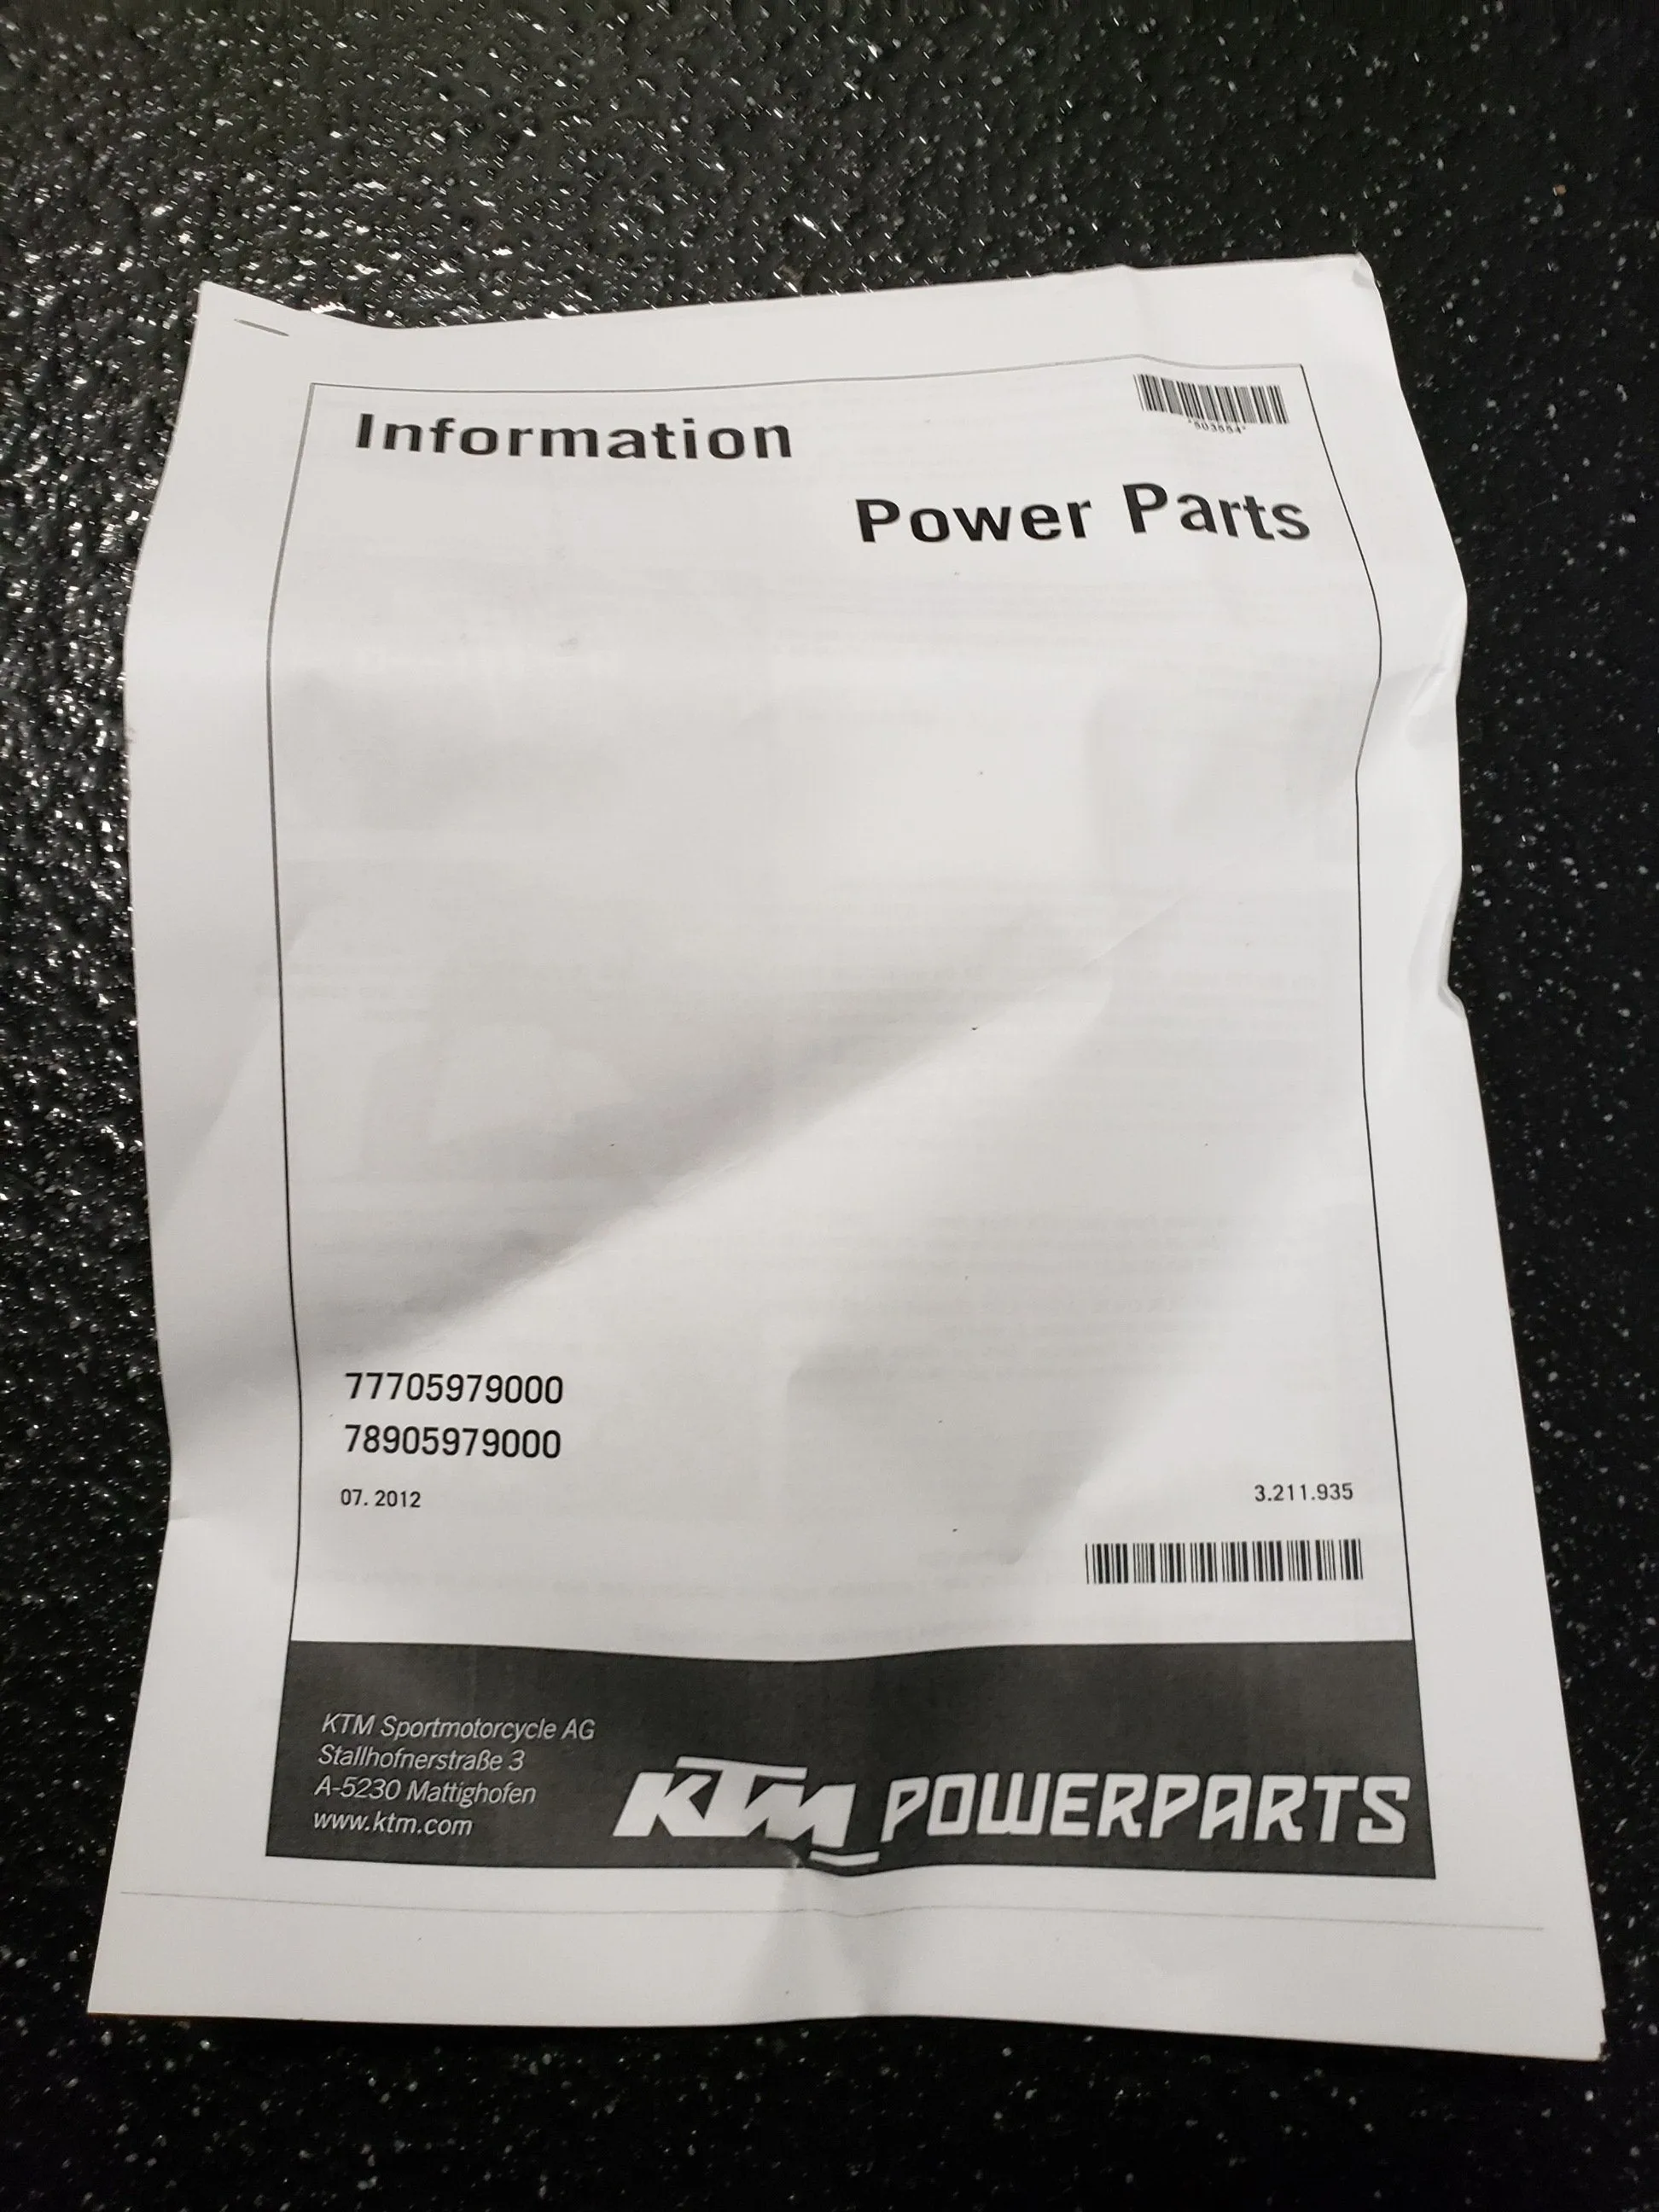 Information
*503554*
Power Parts
77705979000
78905979000
07. 2012
3.211.935
KTM Sportmotorcycle AG
Stallhofnerstraße 3
A-5230 Mattighofen
www.ktm.com
KTM POWERPARTS